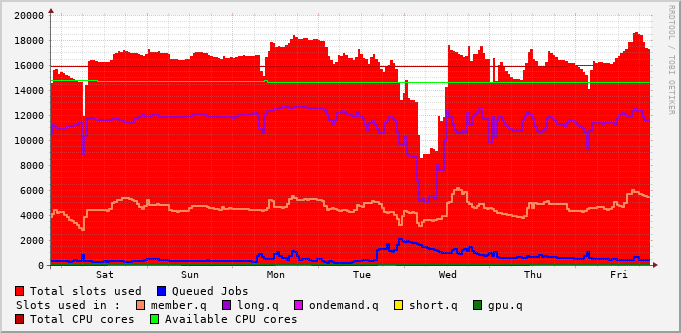 RRDTOOL / TOBI OETIKER
20000
18000
16000
14000
12000
10000
8000
6000
4000
2000
0
Sat Sun Mon Tue Wed Thu Fri
Total slots used Queued Jobs
Slots used in : member.q long.q ondemand.q short.q gpu.q
Total CPU cores Available CPU cores